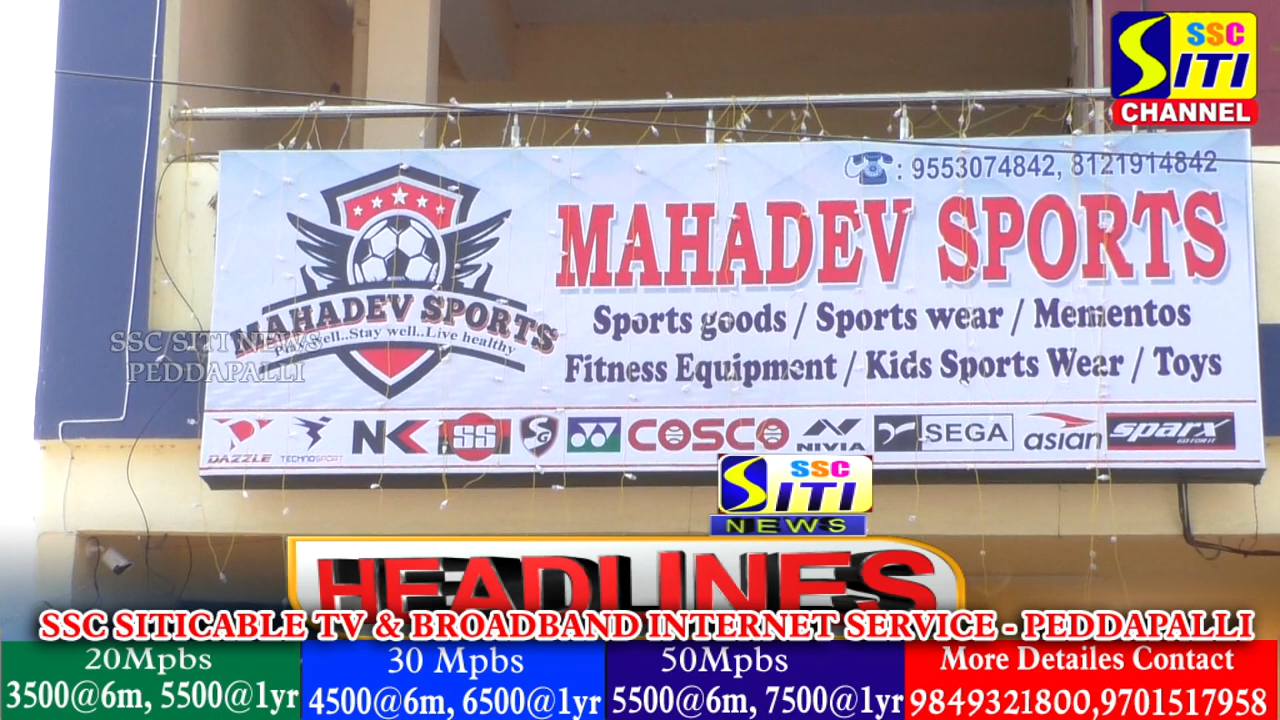 SSC
SITI
CHANNEL
: 9553074842, 8121914842
MAHADEV SPORTS
Sports goods / Sports wear / Mementos
Fitness Equipment / Kids Sports Wear / Toys
MAHADEV SPORTS
Play well..Stay well..Live healthy
SSC SITI NEWS
PEDDAPALLI
DAZZLE TECHNOSPORT NK SS SG COSCO NIVIA SEGA asian sparx
GO FOR IT
SSC
SITI
NEWS
HEADLINES
SSC SITICABLE TV & BROADBAND INTERNET SERVICE - PEDDAPALLI
20Mpbs 30 Mpbs 50Mpbs More Detailes Contact
3500@6m, 5500@1yr 4500@6m, 6500@1yr 5500@6m, 7500@1yr 9849321800,9701517958